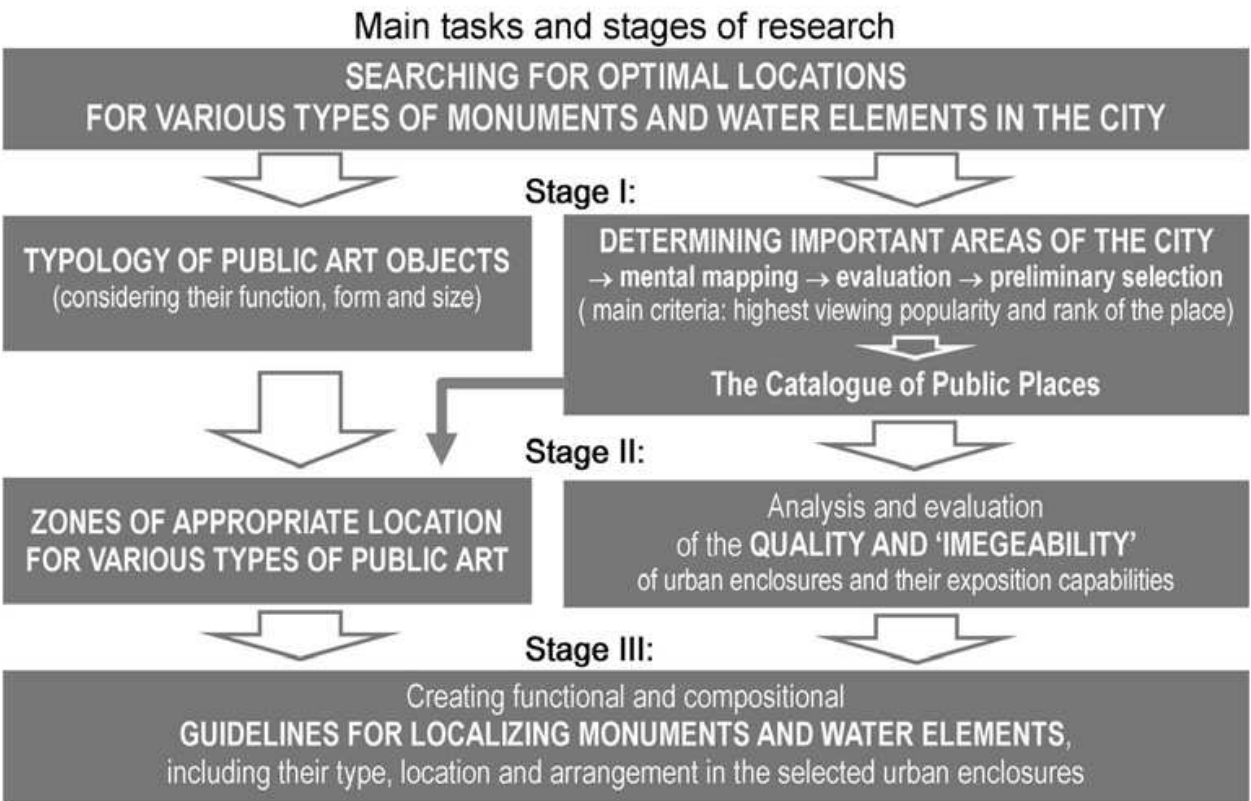 Main tasks and stages of research
SEARCHING FOR OPTIMAL LOCATIONS
FOR VARIOUS TYPES OF MONUMENTS AND WATER ELEMENTS IN THE CITY
Stage I:
TYPOLOGY OF PUBLIC ART OBJECTS
(considering their function, form and size)
DETERMINING IMPORTANT AREAS OF THE CITY
→ mental mapping → evaluation → preliminary selection
( main criteria: highest viewing popularity and rank of the place)
The Catalogue of Public Places
Stage II:
ZONES OF APPROPRIATE LOCATION
FOR VARIOUS TYPES OF PUBLIC ART
Analysis and evaluation
of the QUALITY AND ‘IMEGEABILITY’
of urban enclosures and their exposition capabilities
Stage III:
Creating functional and compositional
GUIDELINES FOR LOCALIZING MONUMENTS AND WATER ELEMENTS,
including their type, location and arrangement in the selected urban enclosures